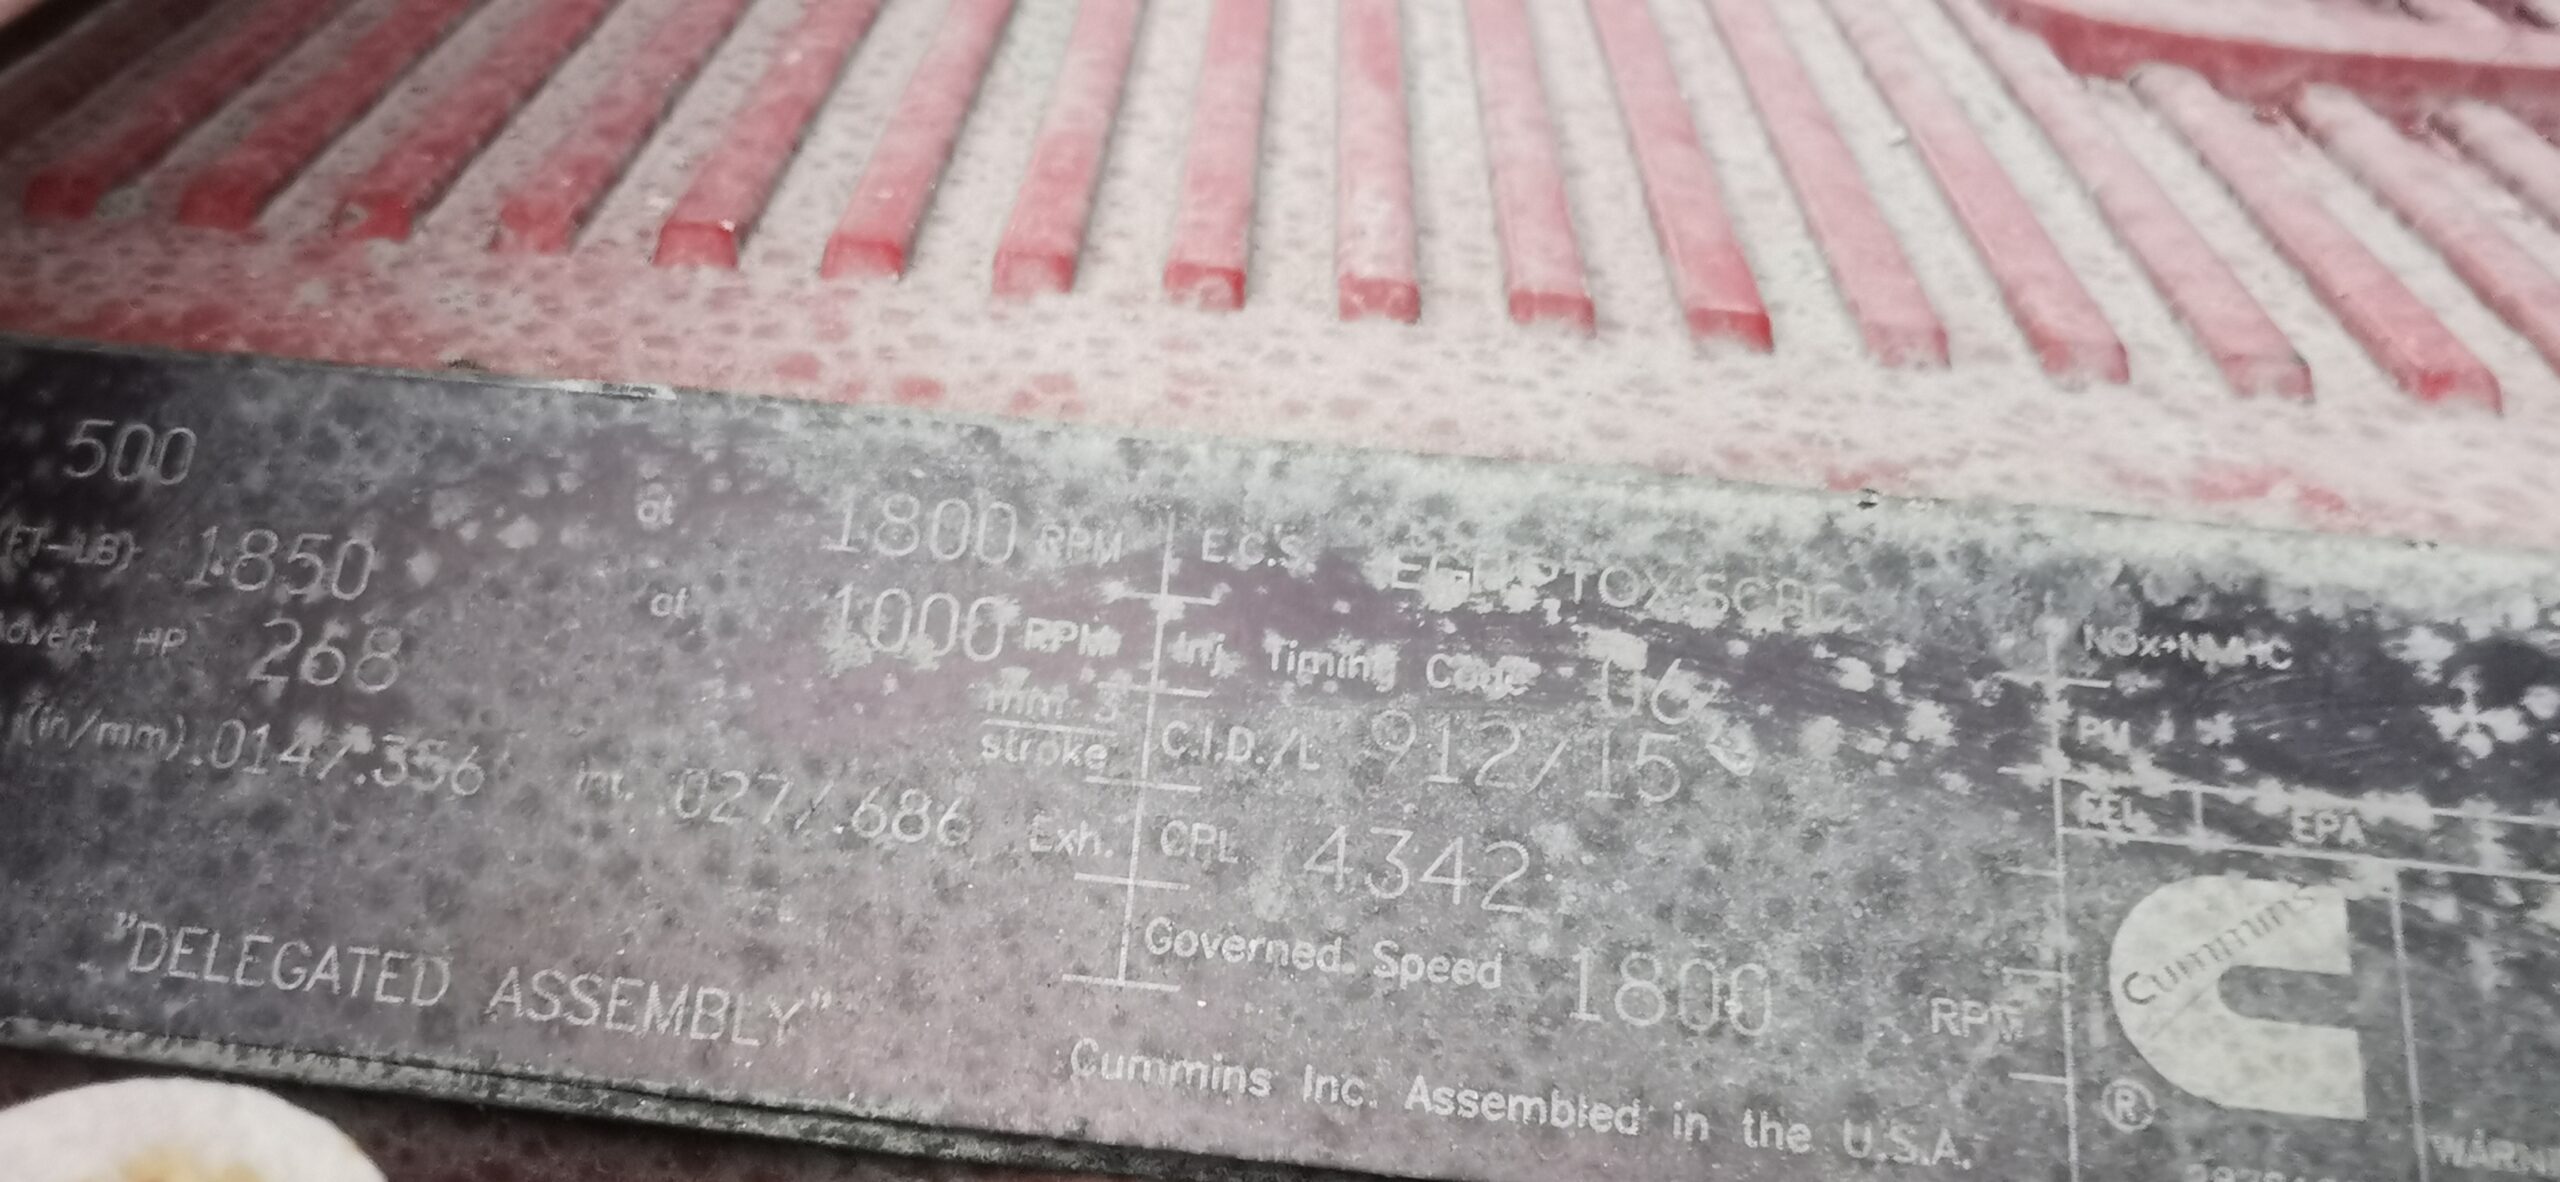 500 at 1800 RPM
(FT-LB) 1850 at 1000 RPM
Advert. HP 268 mm 3
stroke
(in/mm) .014/.356 Int. .027/.686 Exh.
"DELEGATED ASSEMBLY"
E.C.S.
Inj. Timing Code
C.I.D./L 912/15
CPL 4342
Governed Speed 1800 RPM
Cummins Inc. Assembled in the U.S.A.
NOx+NMHC
PM
FEL EPA
Cummins
®